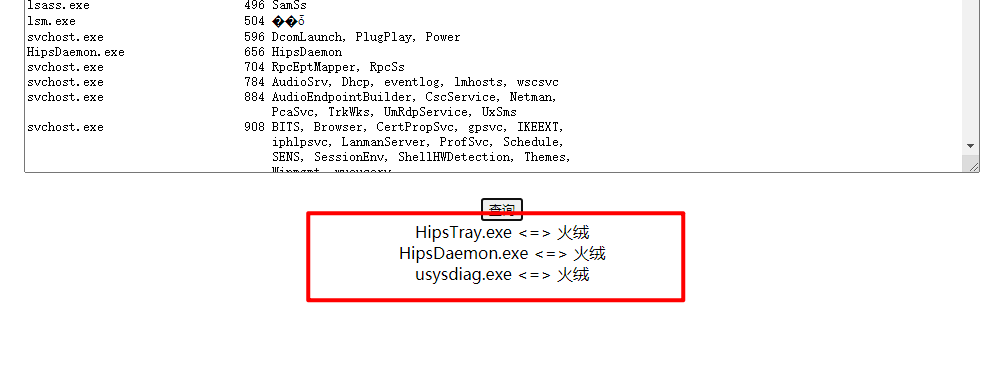 lsass.exe 496 SamSs
lsm.exe 504 ��ȱ
svchost.exe 596 DcomLaunch, PlugPlay, Power
HipsDaemon.exe 656 HipsDaemon
svchost.exe 704 RpcEptMapper, RpcSs
svchost.exe 784 AudioSrv, Dhcp, eventlog, lmhosts, wscsvc
svchost.exe 884 AudioEndpointBuilder, CscService, Netman,
PcaSvc, TrkWks, UmRdpService, UxSms
svchost.exe 908 BITS, Browser, CertPropSvc, gpsvc, IKEEXT,
iphlpsvc, LanmanServer, ProfSvc, Schedule,
SENS, SessionEnv, ShellHWDetection, Themes,
Winmgmt, wuauserv
查询
HipsTray.exe <=> 火绒
HipsDaemon.exe <=> 火绒
usysdiag.exe <=> 火绒